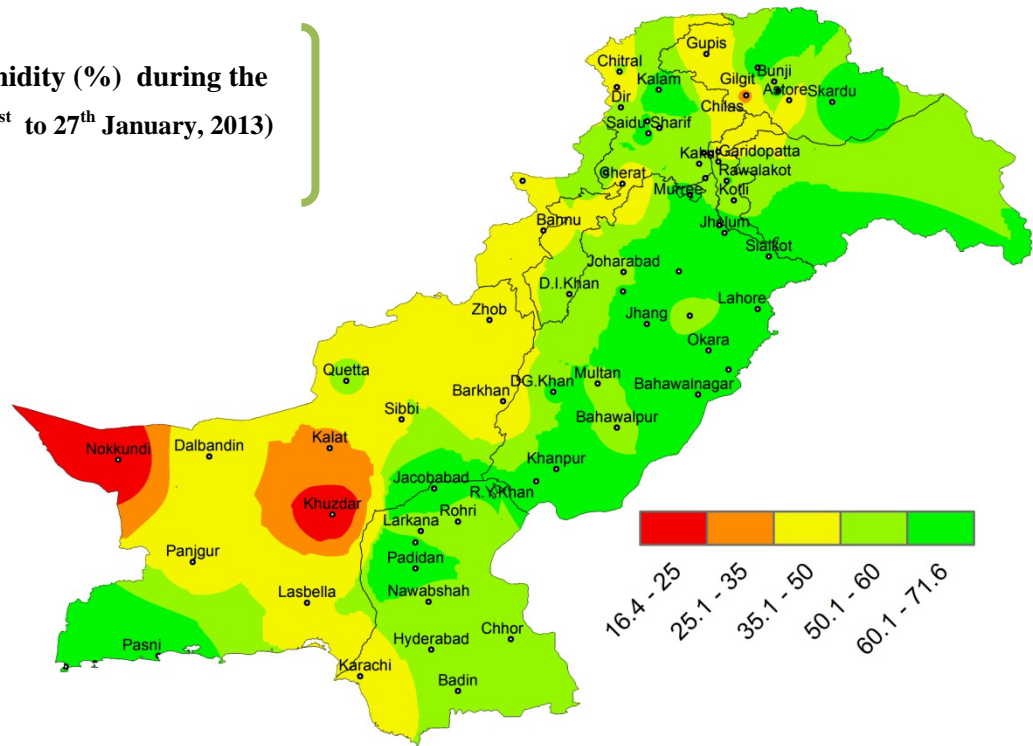 midity (%) during the
st to 27th January, 2013)
Gupis
Chitral
Bunji
Kalam
Gilgit
Astore Skardu
Dir
Chilas
Saidu Sharif
Garidopatta
Rawalakot
Cherat
Murree
Kotli
Bannu
Jhelum
Sialkot
Joharabad
D.I.Khan
Lahore
Zhob
Jhang
Okara
Quetta
Multan
D.G.Khan
Barkhan
Bahawalnagar
Sibbi
Bahawalpur
Kalat
Nokkundi
Dalbandin
Khanpur
Jacobabad
R.Y.Khan
Khuzdar
Rohri
Larkana
Panjgur
Padidan
Lasbella
Nawabshah
Chhor
Pasni
Hyderabad
Karachi
Badin
16.4 - 25
25.1 - 35
35.1 - 50
50.1 - 60
60.1 - 71.6